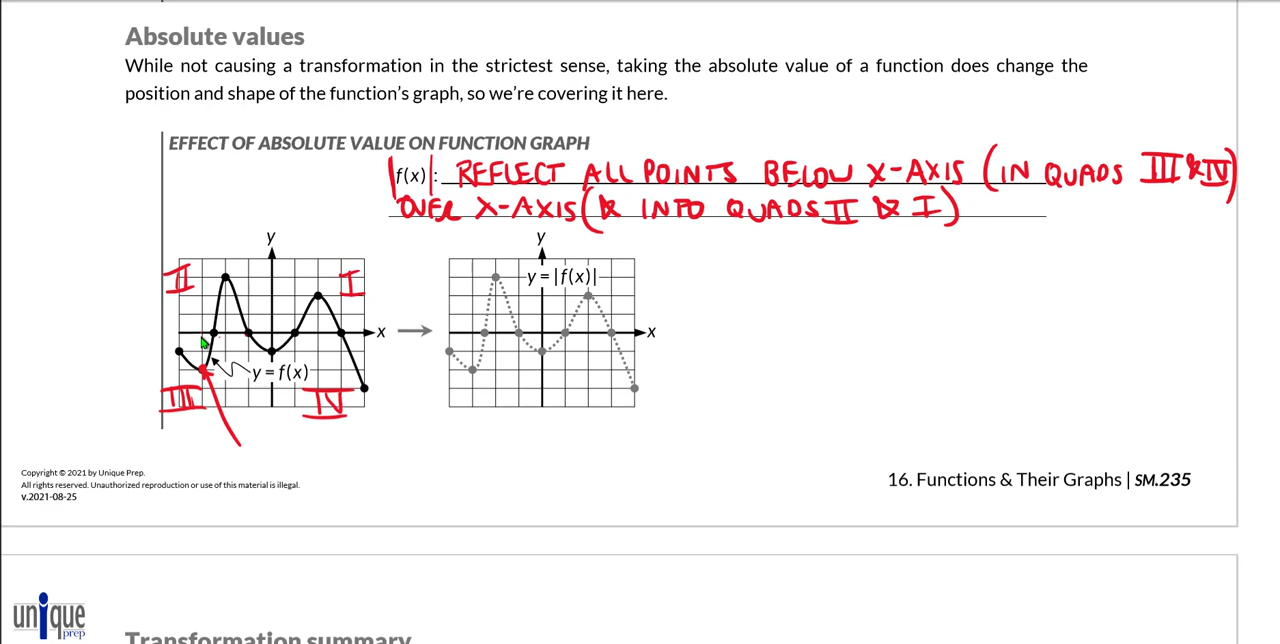 Absolute values
While not causing a transformation in the strictest sense, taking the absolute value of a function does change the
position and shape of the function's graph, so we're covering it here.
EFFECT OF ABSOLUTE VALUE ON FUNCTION GRAPH
|f(x)|: REFLECT ALL POINTS BELOW X-AXIS (IN QUADS III & IV)
OVER X-AXIS (& INTO QUADS II & I)
y
y
II
I
y = |f(x)|
x
x
y = f(x)
III
IV
Copyright © 2021 by Unique Prep.
All rights reserved. Unauthorized reproduction or use of this material is illegal.
v.2021-08-25
16. Functions & Their Graphs | SM.235
unique
prep
Transformation summary